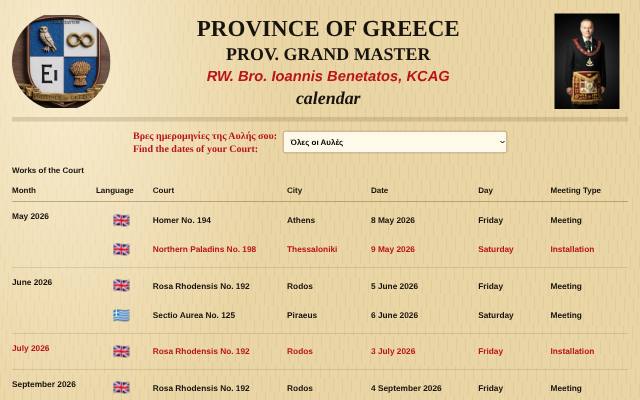 PROVINCE OF GREECE
PROV. GRAND MASTER
RW. Bro. Ioannis Benetatos, KCAG
calendar
Βρες ημερομηνίες της Αυλής σου:
Find the dates of your Court:
Όλες οι Αυλές
Works of the Court
Month Language Court City Date Day Meeting Type
May 2026 Homer No. 194 Athens 8 May 2026 Friday Meeting
Northern Paladins No. 198 Thessaloniki 9 May 2026 Saturday Installation
June 2026 Rosa Rhodensis No. 192 Rodos 5 June 2026 Friday Meeting
Sectio Aurea No. 125 Piraeus 6 June 2026 Saturday Meeting
July 2026 Rosa Rhodensis No. 192 Rodos 3 July 2026 Friday Installation
September 2026 Rosa Rhodensis No. 192 Rodos 4 September 2026 Friday Meeting